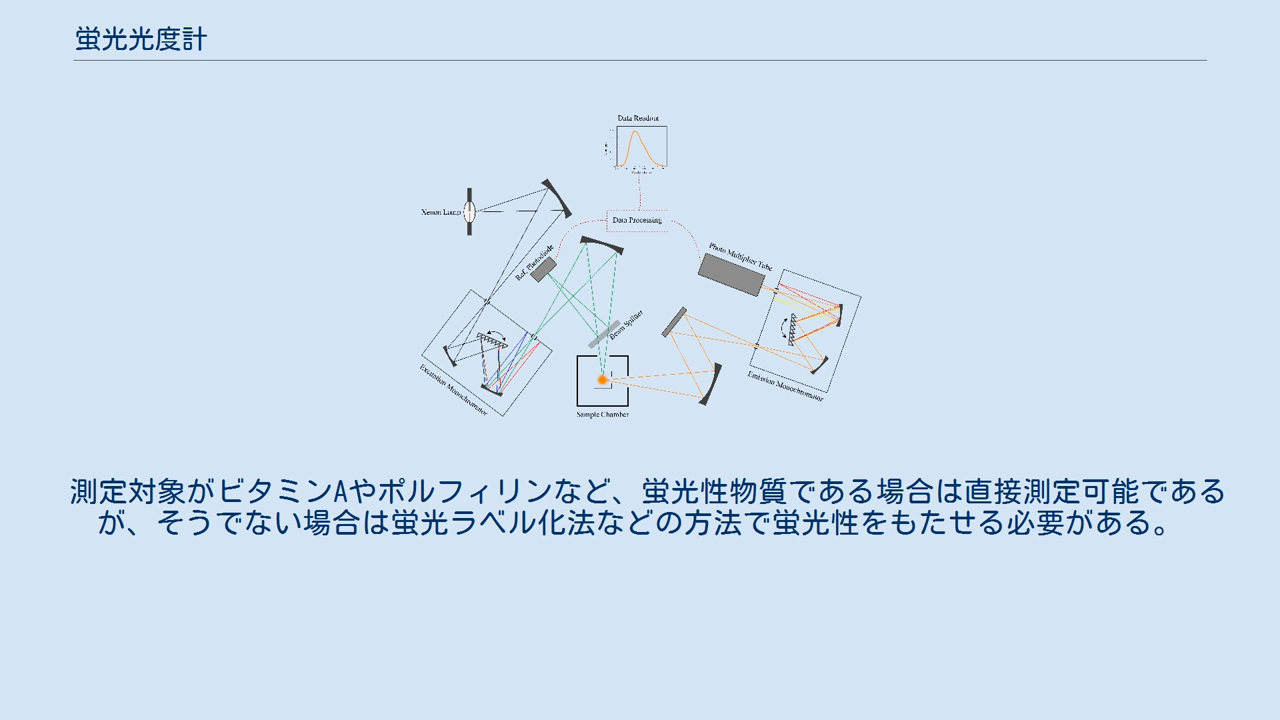 蛍光光度計
Data Readout
Xenon Lamp
Data Processing
Ref. Photodiode
Photo Multiplier Tube
Beam Splitter
Excitation Monochromator
Emission Monochromator
Sample Chamber
測定対象がビタミンAやポルフィリンなど、蛍光性物質である場合は直接測定可能である
が、そうでない場合は蛍光ラベル化法などの方法で蛍光性をもたせる必要がある。